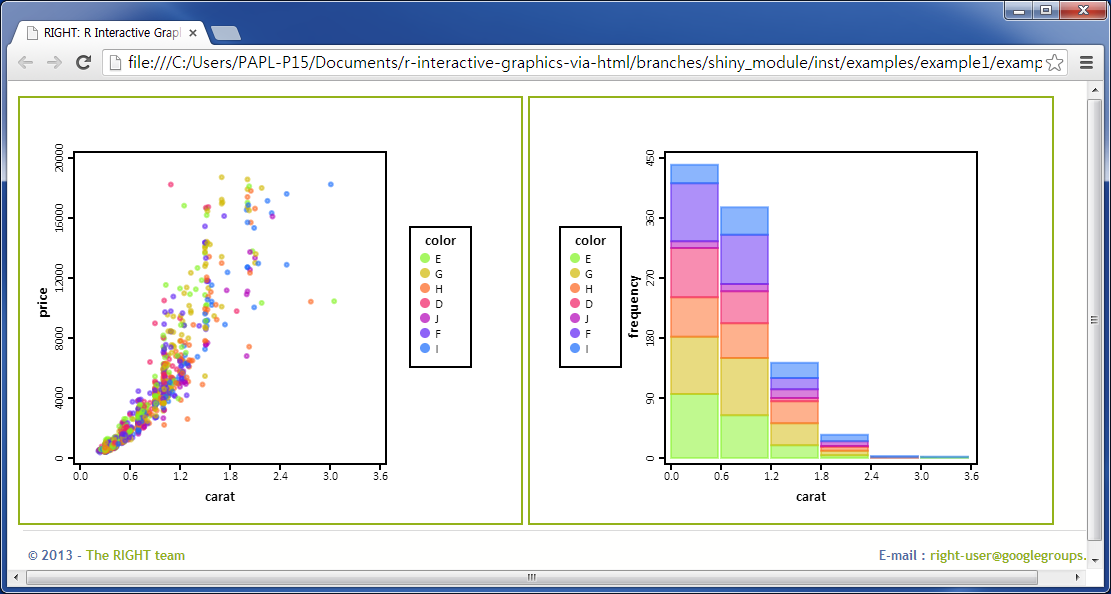 RIGHT: R Interactive Grap
file:///C:/Users/PAPL-P15/Documents/r-interactive-graphics-via-html/branches/shiny_module/inst/examples/example1/examp
price
0
4000
8000
12000
16000
20000
0.0 0.6 1.2 1.8 2.4 3.0 3.6
carat
color
E
G
H
D
J
F
I
color
E
G
H
D
J
F
I
frequency
0
90
180
270
360
450
0.0 0.6 1.2 1.8 2.4 3.0 3.6
carat
© 2013 - The RIGHT team
E-mail : right-user@googlegroups.